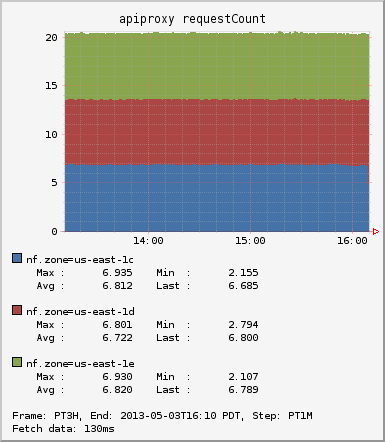 apiproxy requestCount
20
15
10
5
0
14:00 15:00 16:00
nf.zone=us-east-1c
Max : 6.935 Min : 2.155
Avg : 6.812 Last : 6.685
nf.zone=us-east-1d
Max : 6.801 Min : 2.794
Avg : 6.722 Last : 6.800
nf.zone=us-east-1e
Max : 6.930 Min : 2.107
Avg : 6.820 Last : 6.789
Frame: PT3H, End: 2013-05-03T16:10 PDT, Step: PT1M
Fetch data: 130ms